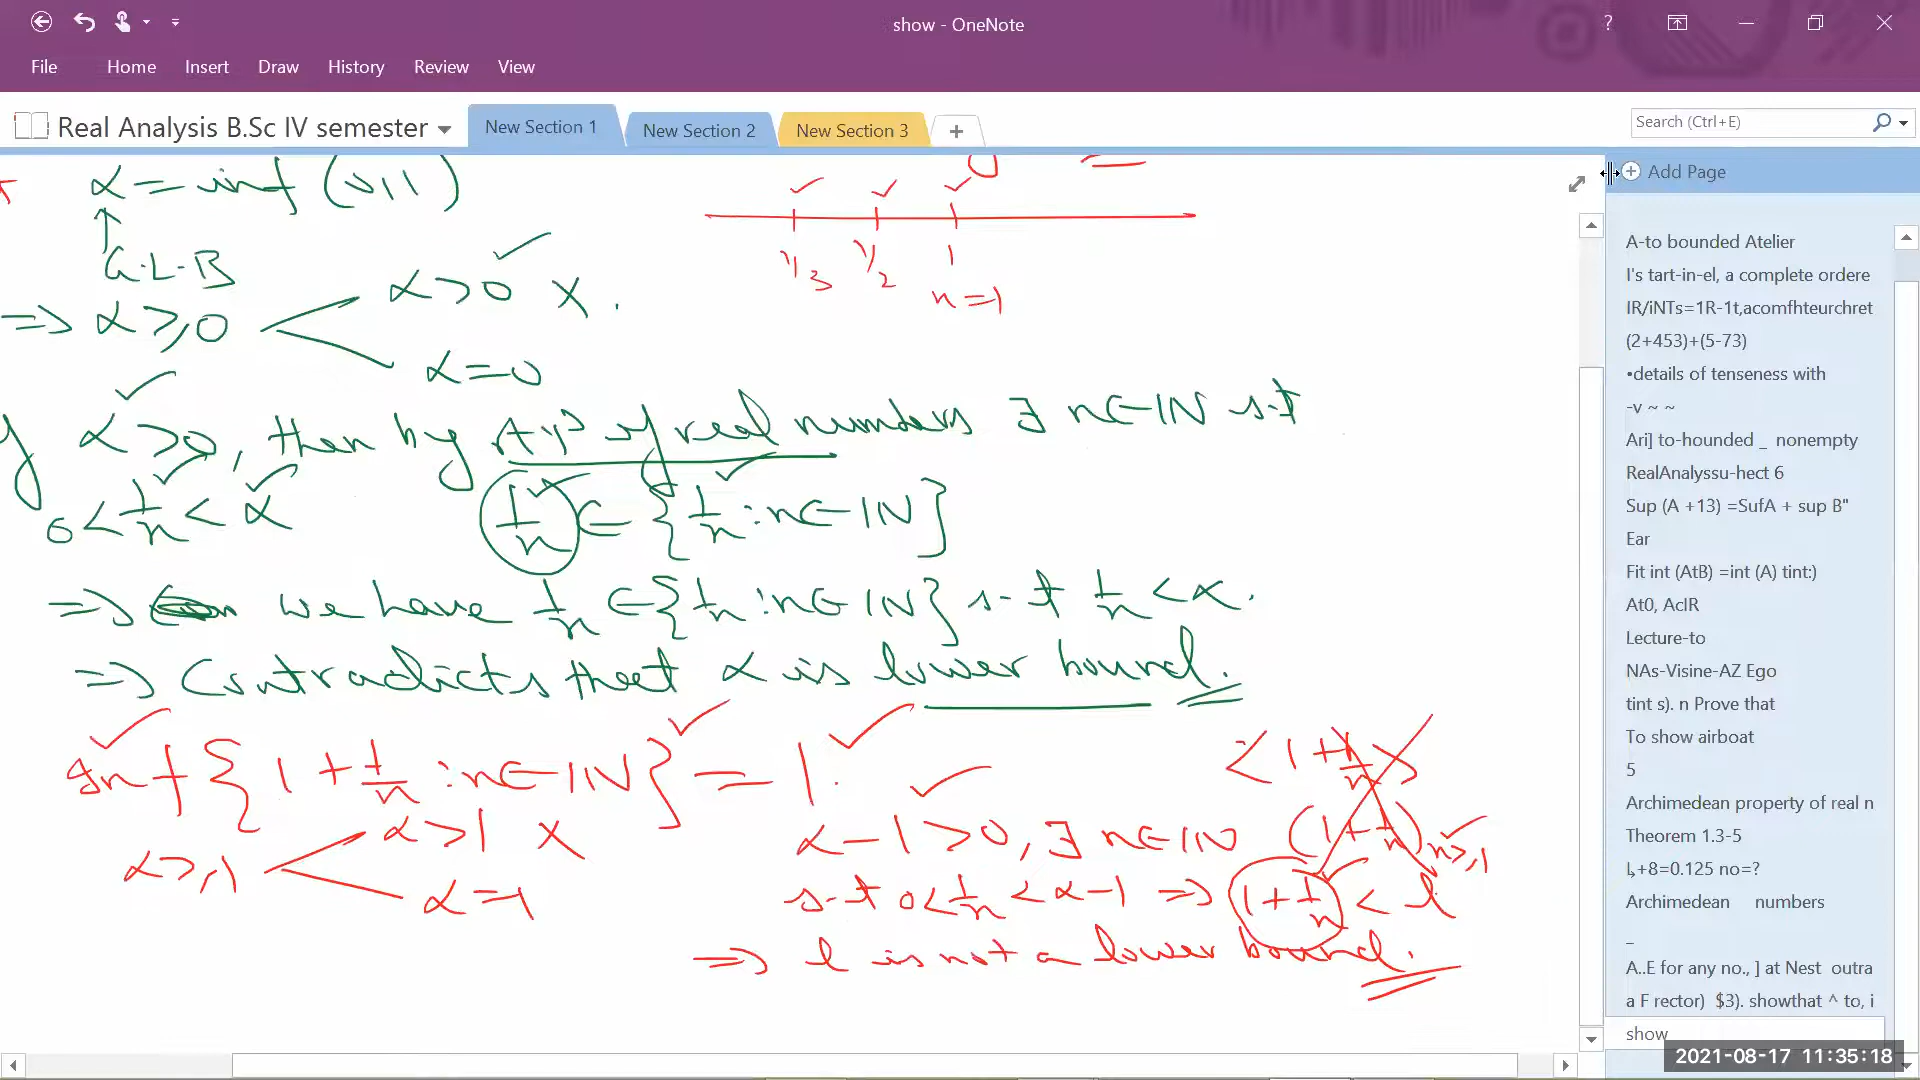 show - OneNote
File Home Insert Draw History Review View
Real Analysis B.Sc IV semester
New Section 1 New Section 2 New Section 3
Search (Ctrl+E)
α = inf (0,1)
G.L.B
=> α ≥ 0
α > 0 X .
α = 0
1/3 1/2 1
n = 1
α > 0, then by A.P of real numbers ∃ n ∈ IN s.t
0 < 1/n < α
1/n ∈ { 1/n : n ∈ IN }
=> we have 1/n ∈ { 1/n : n ∈ IN } s.t 1/n < α.
=> Contradicts that α is lower bound.
Inf { 1 + 1/n : n ∈ IN } = 1.
α ≥ 1
α > 1 X
α = 1
< 1 + 1/n >
(1 + 1/n) n ≥ 1
α - 1 > 0, ∃ n ∈ IN
s.t 0 < 1/n < α - 1 => 1 + 1/n < l
=> l is not a lower bound.
Add Page
A-to bounded Atelier
I's tart-in-el, a complete ordere
IR/iNTs=1R-1t,acomfhteurchret
(2+453)+(5-73)
•details of tenseness with
-v ~ ~
Ari] to-hounded _ nonempty
RealAnalyssu-hect 6
Sup (A +13) =SufA + sup B"
Ear
Fit int (AtB) =int (A) tint:)
At0, AclR
Lecture-to
NAs-Visine-AZ Ego
tint s). n Prove that
To show airboat
5
Archimedean property of real n
Theorem 1.3-5
+8=0.125 no=?
Archimedean numbers
_
A..E for any no., ] at Nest outra
a F rector) $3). showthat ^ to, i
show
2021-08-17 11:35:18